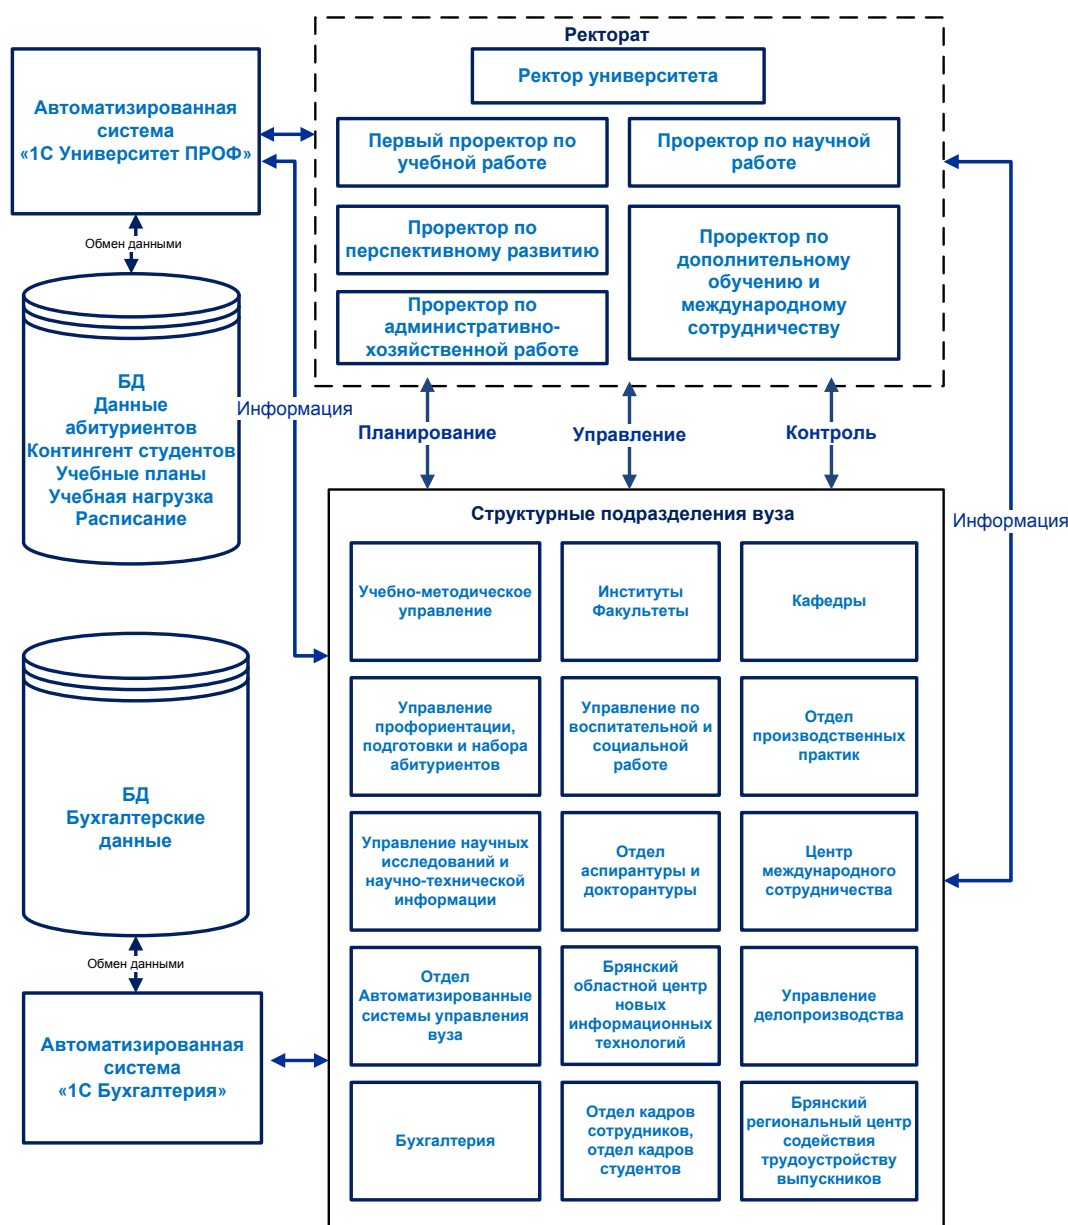 Ректорат
Ректор университета
Автоматизированная
система
«1С Университет ПРОФ»
Первый проректор по
учебной работе
Проректор по научной
работе
Проректор по
перспективному развитию
Проректор по
дополнительному
обучению и
международному
сотрудничеству
Проректор по
административно-
хозяйственной работе
Обмен данными
БД
Данные
абитуриентов
Контингент студентов
Учебные планы
Учебная нагрузка
Расписание
Информация
Планирование
Управление
Контроль
Информация
Структурные подразделения вуза
Учебно-методическое
управление
Институты
Факультеты
Кафедры
Управление
профориентации,
подготовки и набора
абитуриентов
Управление по
воспитательной и
социальной
работе
Отдел
производственных
практик
БД
Бухгалтерские
данные
Управление научных
исследований и
научно-технической
информации
Отдел
аспирантуры и
докторантуры
Центр
международного
сотрудничества
Обмен данными
Отдел
Автоматизированные
системы управления
вуза
Брянский
областной центр
новых
информационных
технологий
Управление
делопроизводства
Автоматизированная
система
«1С Бухгалтерия»
Бухгалтерия
Отдел кадров
сотрудников,
отдел кадров
студентов
Брянский
региональный центр
содействия
трудоустройству
выпускников